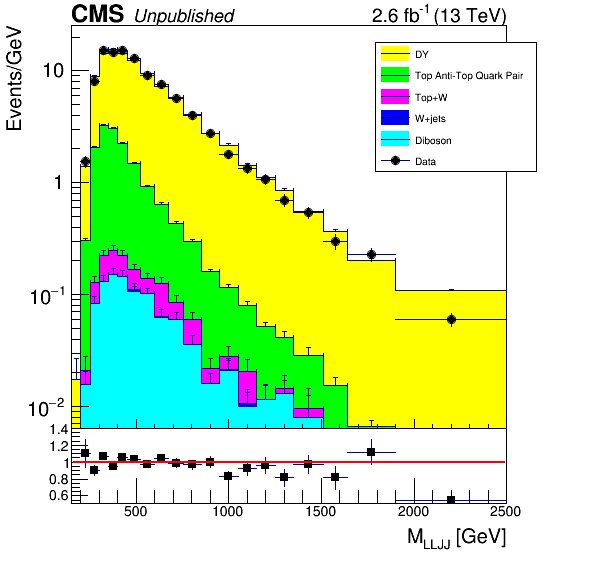 CMS Unpublished 2.6 fb⁻¹ (13 TeV)
Events/GeV
10
1
10⁻¹
10⁻²
DY
Top Anti-Top Quark Pair
Top+W
W+jets
Diboson
Data
1.4
1.2
1
0.8
0.6
500 1000 1500 2000 2500
M_LLJJ [GeV]